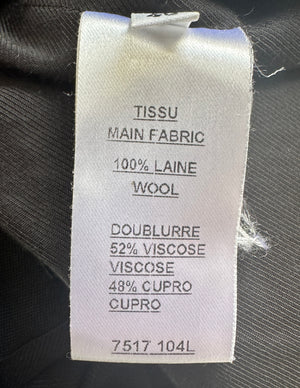 TISSU
MAIN FABRIC
100% LAINE
WOOL
DOUBLURRE
52% VISCOSE
VISCOSE
48% CUPRO
CUPRO
7517 104L